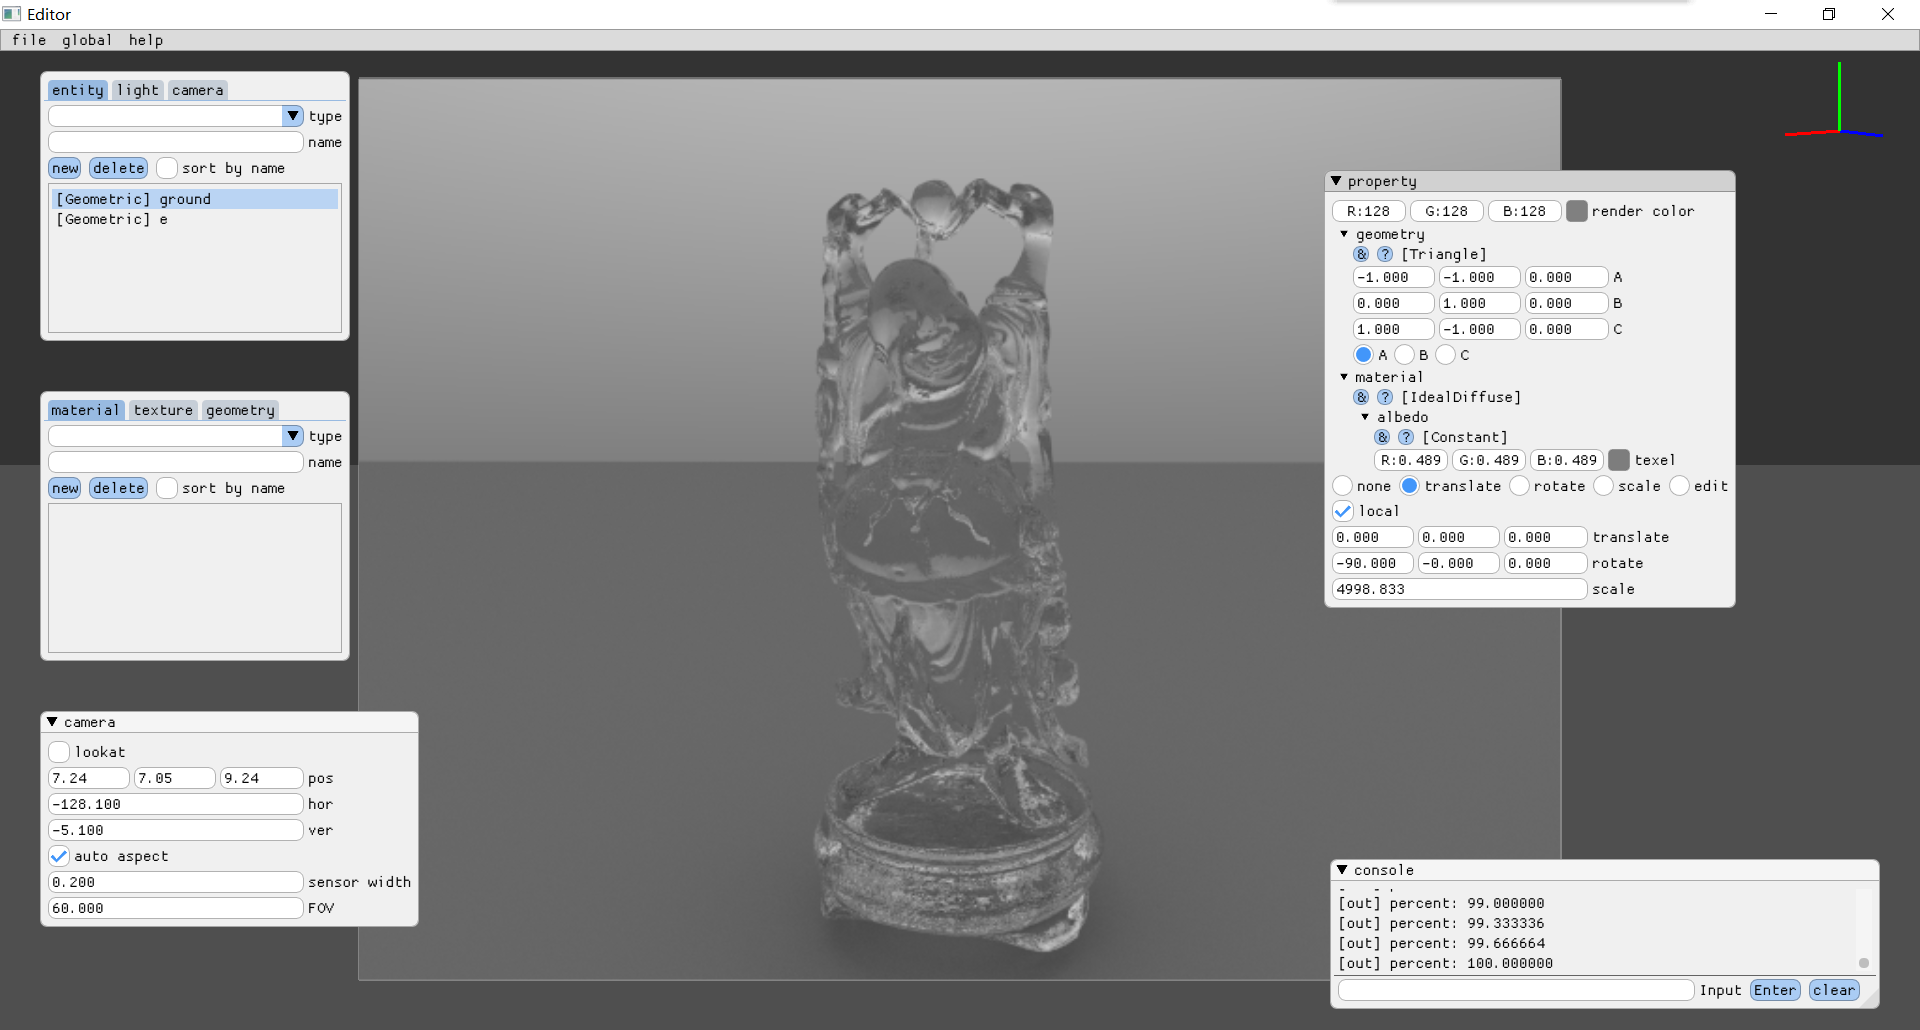 Editor
file global help
entity light camera
type
name
new delete sort by name
[Geometric] ground
[Geometric] e
material texture geometry
type
name
new delete sort by name
camera
lookat
7.24 7.05 9.24 pos
-128.100 hor
-5.100 ver
auto aspect
0.200 sensor width
60.000 FOV
property
R:128 G:128 B:128 render color
geometry
& ? [Triangle]
-1.000 -1.000 0.000 A
0.000 1.000 0.000 B
1.000 -1.000 0.000 C
A B C
material
& ? [IdealDiffuse]
albedo
& ? [Constant]
R:0.489 G:0.489 B:0.489 texel
none translate rotate scale edit
local
0.000 0.000 0.000 translate
-90.000 -0.000 0.000 rotate
4998.833 scale
console
[out] percent: 99.000000
[out] percent: 99.333336
[out] percent: 99.666664
[out] percent: 100.000000
Input Enter clear